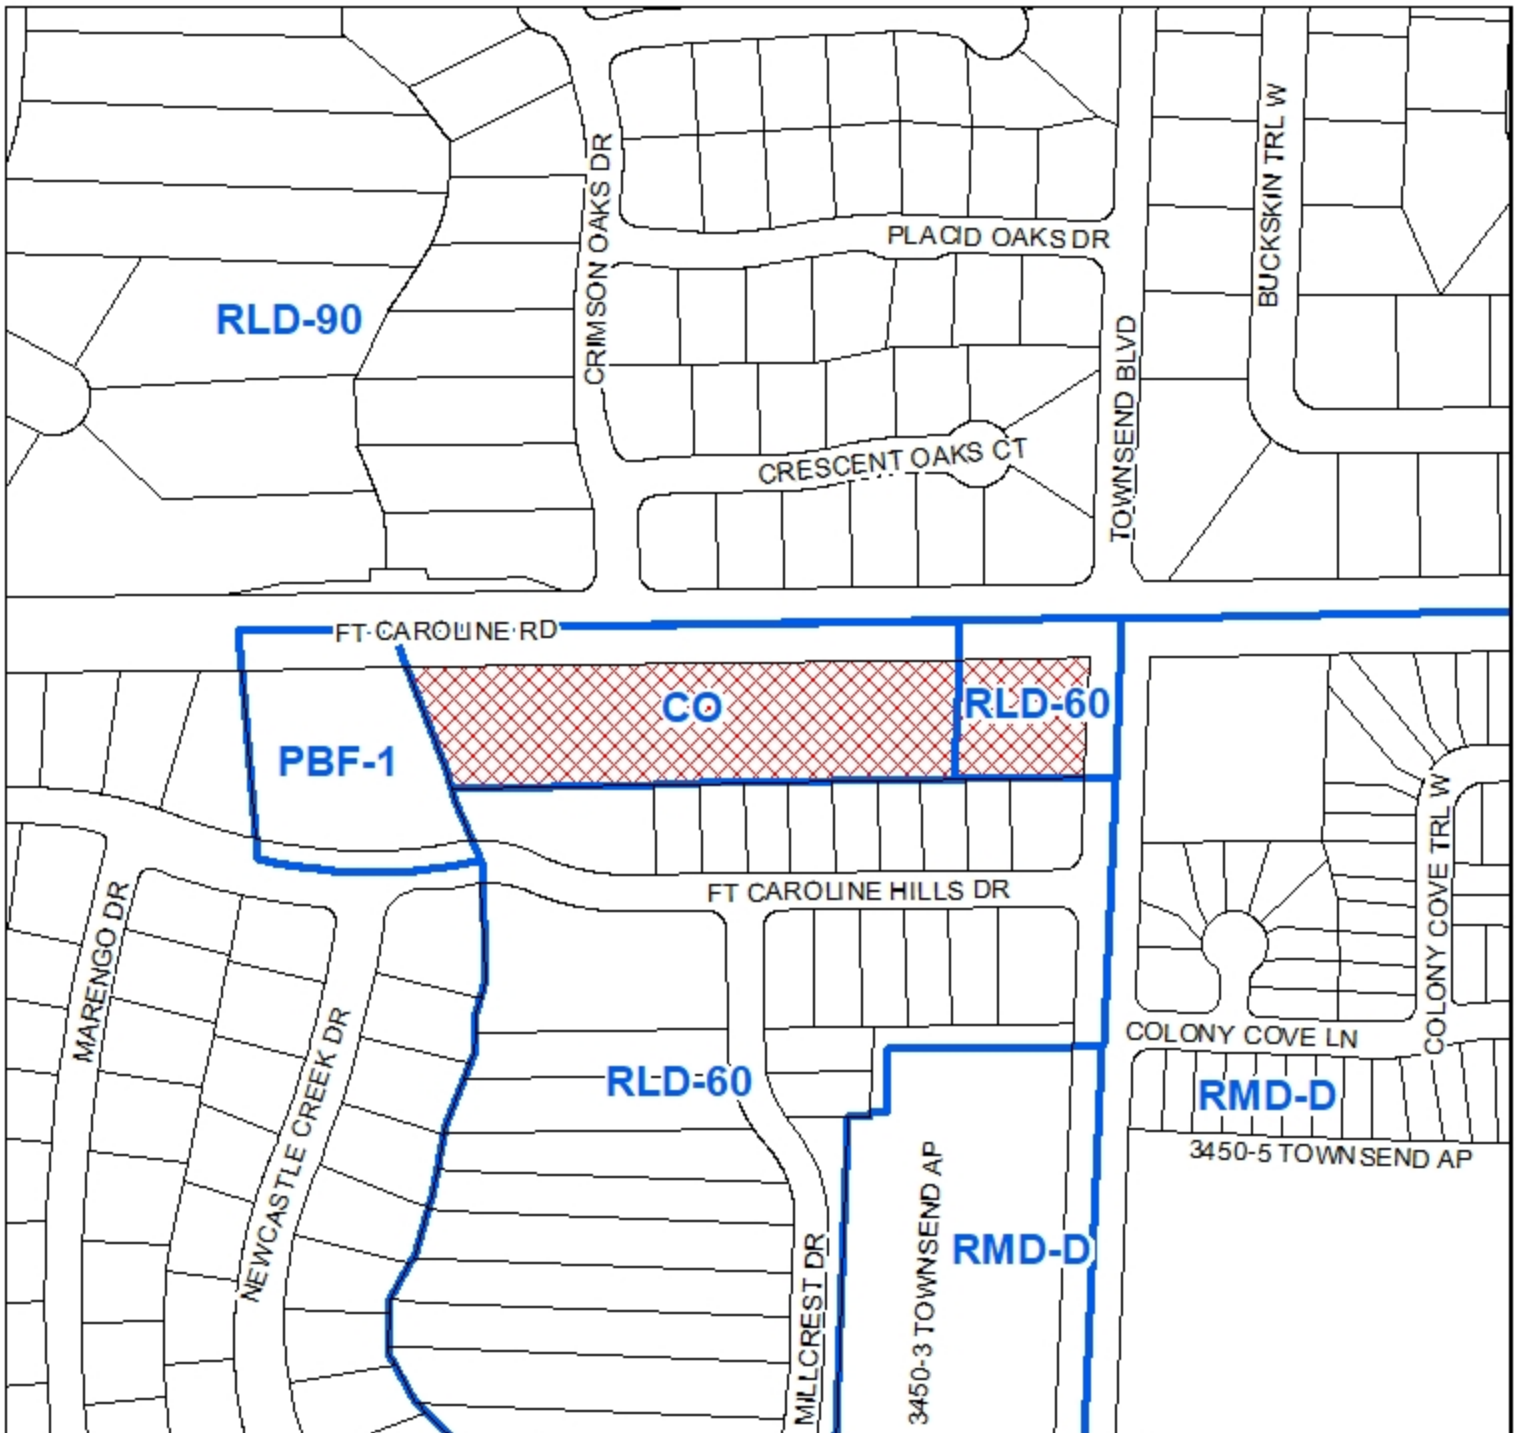 BUCKSKIN TRL W
CRIMSON OAKS DR
PLACID OAKS DR
RLD-90
TOWNSEND BLVD
CRESCENT OAKS CT
FT CAROLINE RD
CO
RLD-60
PBF-1
COLONY COVE TRL W
FT CAROLINE HILLS DR
MARENGO DR
NEWCASTLE CREEK DR
COLONY COVE LN
RLD-60
RMD-D
3450-5 TOWNSEND AP
3450-3 TOWNSEND AP
RMD-D
MILLCREST DR